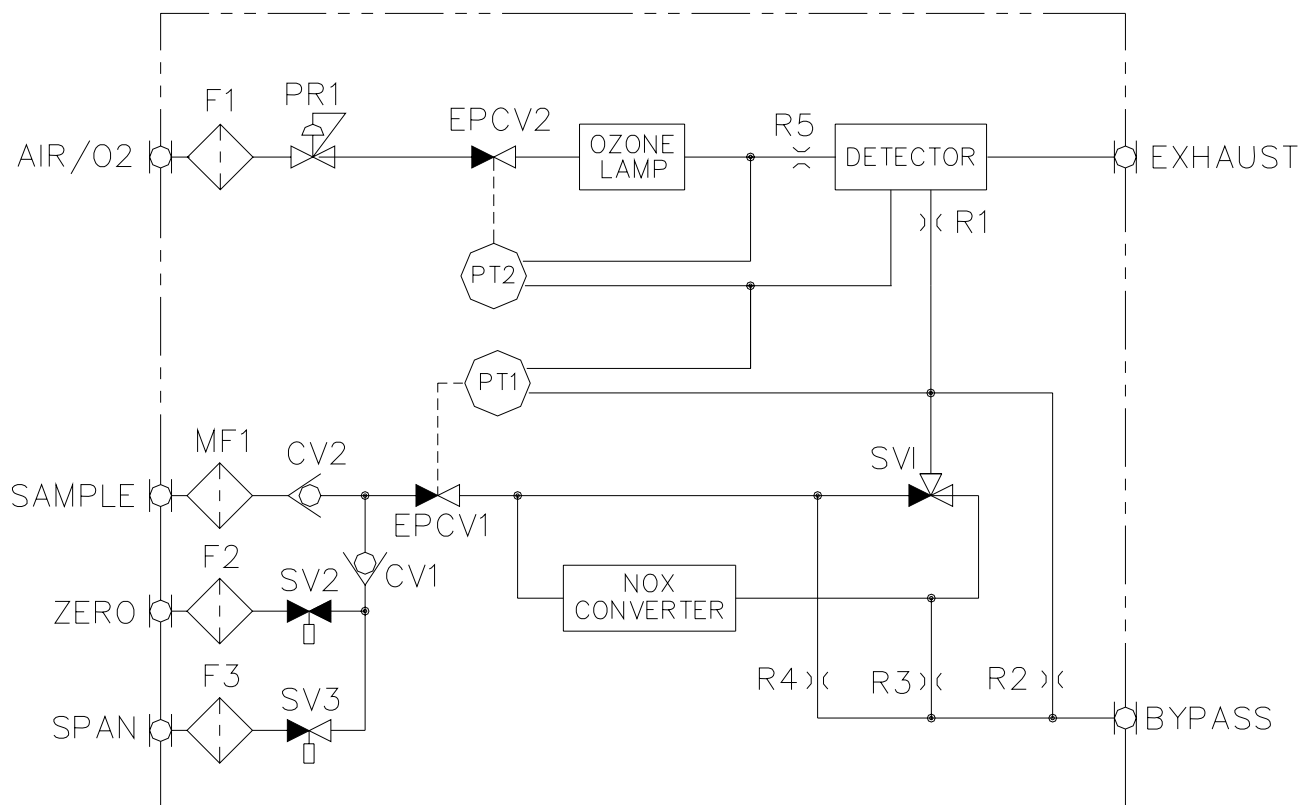 F1
PR1
EPCV2
OZONE
LAMP
R5
AIR/O2
DETECTOR
EXHAUST
R1
PT2
PT1
MF1
CV2
SV1
SAMPLE
EPCV1
F2
SV2
CV1
NOX
CONVERTER
ZERO
F3
SV3
R4
R3
R2
SPAN
BYPASS